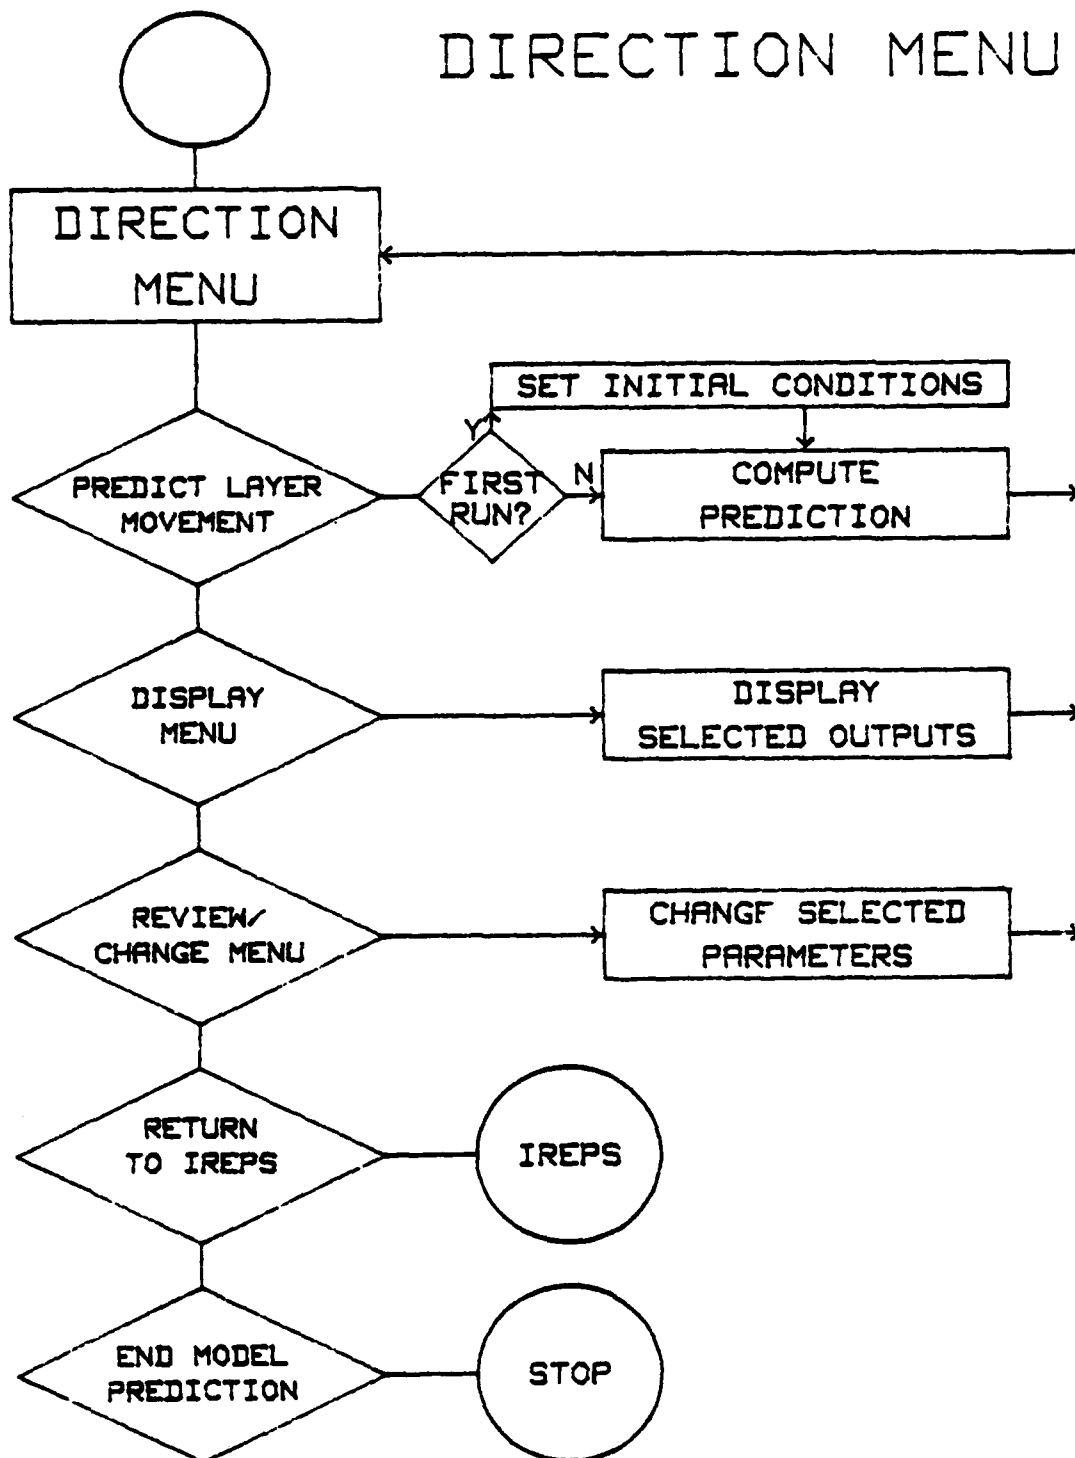 DIRECTION MENU
DIRECTION
MENU
SET INITIAL CONDITIONS
Y
PREDICT LAYER
MOVEMENT
FIRST
RUN?
N
COMPUTE
PREDICTION
DISPLAY
MENU
DISPLAY
SELECTED OUTPUTS
REVIEW/
CHANGE MENU
CHANGF SELECTED
PARAMETERS
RETURN
TO IREPS
IREPS
END MODEL
PREDICTION
STOP